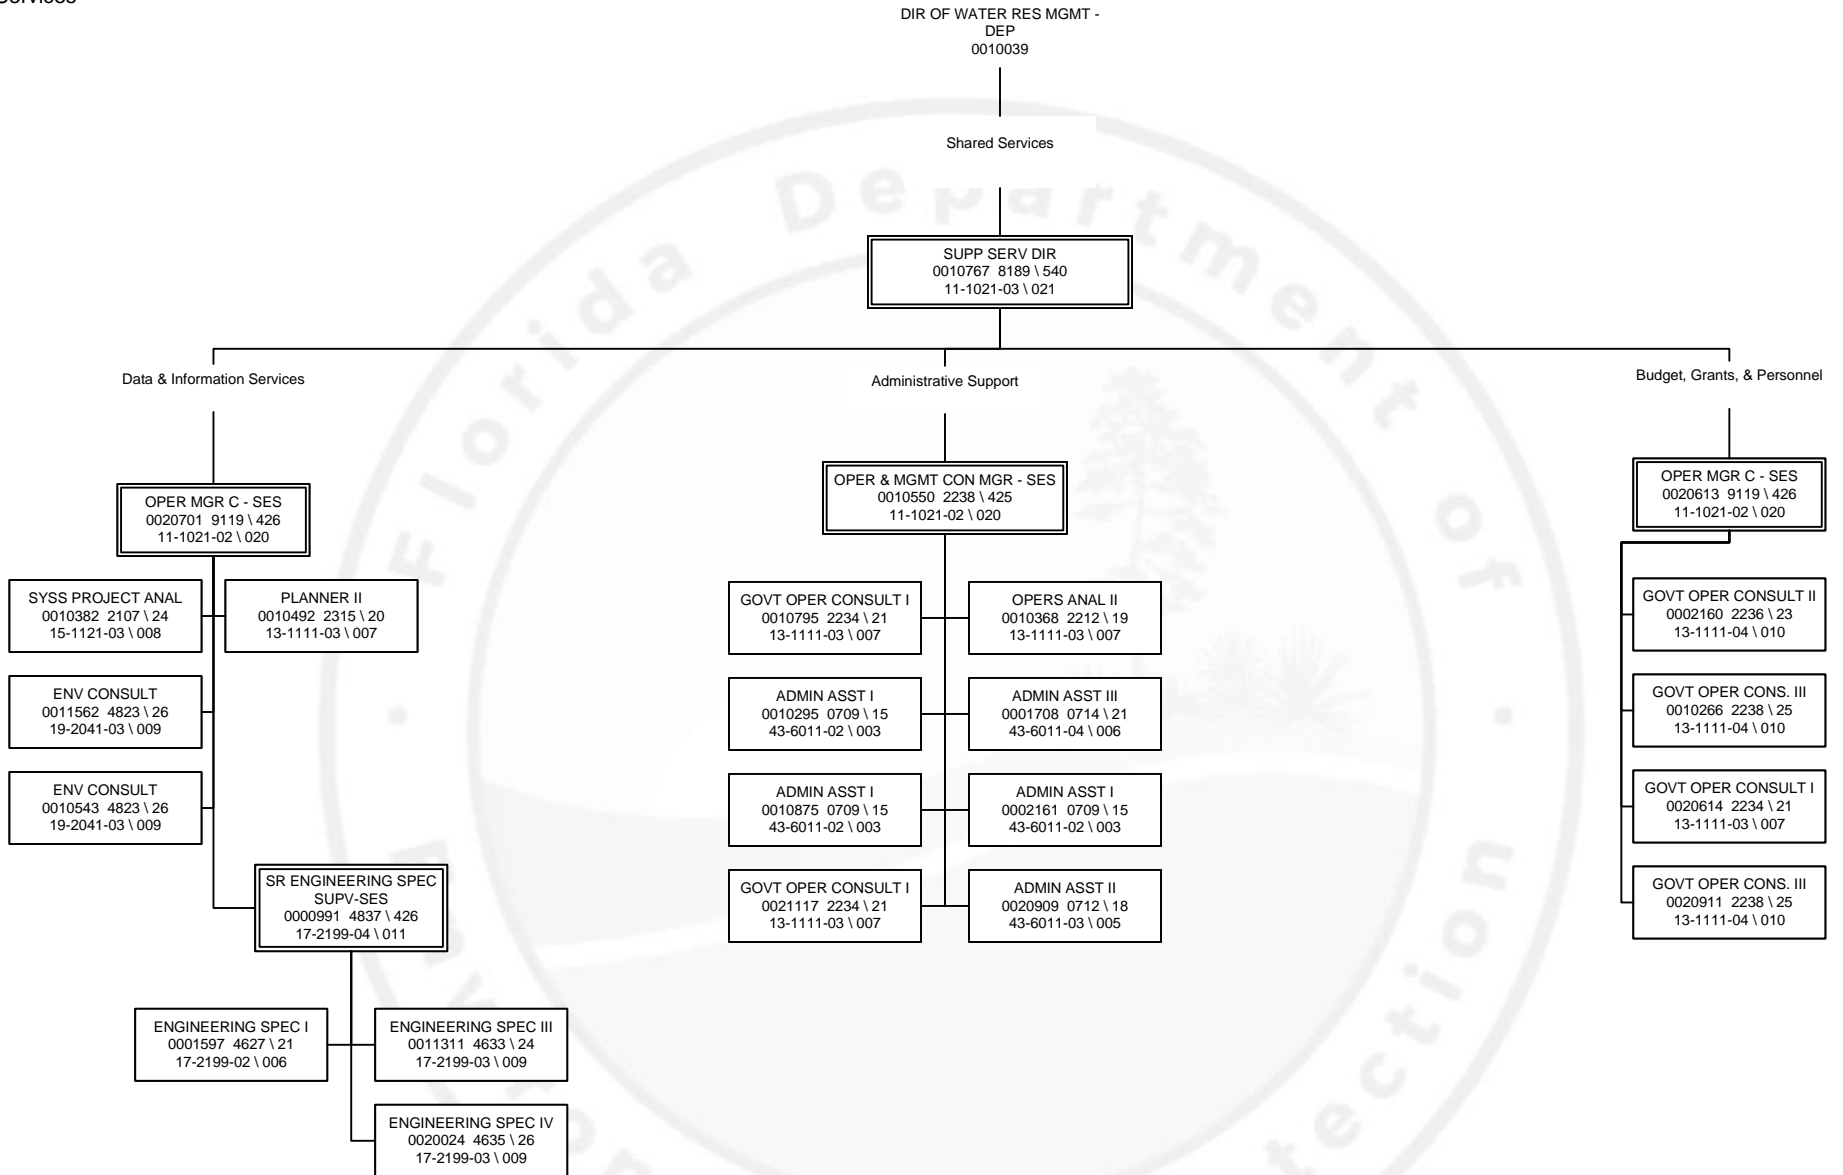 Services
DIR OF WATER RES MGMT -
DEP
0010039
Shared Services
SUPP SERV DIR
0010767 8189 \ 540
11-1021-03 \ 021
Data & Information Services
OPER MGR C - SES
0020701 9119 \ 426
11-1021-02 \ 020
SYSS PROJECT ANAL
0010382 2107 \ 24
15-1121-03 \ 008
PLANNER II
0010492 2315 \ 20
13-1111-03 \ 007
ENV CONSULT
0011562 4823 \ 26
19-2041-03 \ 009
ENV CONSULT
0010543 4823 \ 26
19-2041-03 \ 009
SR ENGINEERING SPEC
SUPV-SES
0000991 4837 \ 426
17-2199-04 \ 011
ENGINEERING SPEC I
0001597 4627 \ 21
17-2199-02 \ 006
ENGINEERING SPEC III
0011311 4633 \ 24
17-2199-03 \ 009
ENGINEERING SPEC IV
0020024 4635 \ 26
17-2199-03 \ 009
Administrative Support
OPER & MGMT CON MGR - SES
0010550 2238 \ 425
11-1021-02 \ 020
GOVT OPER CONSULT I
0010795 2234 \ 21
13-1111-03 \ 007
OPERS ANAL II
0010368 2212 \ 19
13-1111-03 \ 007
ADMIN ASST I
0010295 0709 \ 15
43-6011-02 \ 003
ADMIN ASST III
0001708 0714 \ 21
43-6011-04 \ 006
ADMIN ASST I
0010875 0709 \ 15
43-6011-02 \ 003
ADMIN ASST I
0002161 0709 \ 15
43-6011-02 \ 003
GOVT OPER CONSULT I
0021117 2234 \ 21
13-1111-03 \ 007
ADMIN ASST II
0020909 0712 \ 18
43-6011-03 \ 005
Budget, Grants, & Personnel
OPER MGR C - SES
0020613 9119 \ 426
11-1021-02 \ 020
GOVT OPER CONSULT II
0002160 2236 \ 23
13-1111-04 \ 010
GOVT OPER CONS. III
0010266 2238 \ 25
13-1111-04 \ 010
GOVT OPER CONSULT I
0020614 2234 \ 21
13-1111-03 \ 007
GOVT OPER CONS. III
0020911 2238 \ 25
13-1111-04 \ 010
Florida Department of